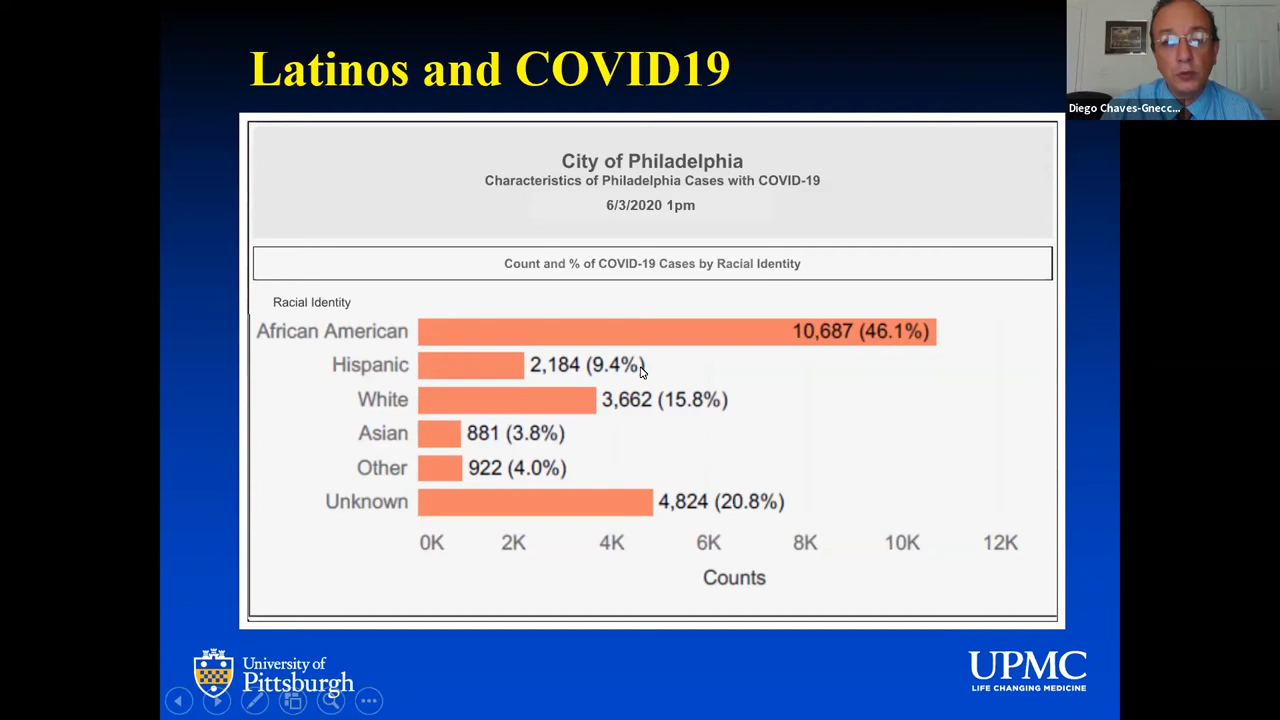 Latinos and COVID19
Diego Chaves-Gnecc...
City of Philadelphia
Characteristics of Philadelphia Cases with COVID-19
6/3/2020 1pm
Count and % of COVID-19 Cases by Racial Identity
Racial Identity
African American 10,687 (46.1%)
Hispanic 2,184 (9.4%)
White 3,662 (15.8%)
Asian 881 (3.8%)
Other 922 (4.0%)
Unknown 4,824 (20.8%)
0K 2K 4K 6K 8K 10K 12K
Counts
University of
Pittsburgh
UPMC
LIFE CHANGING MEDICINE